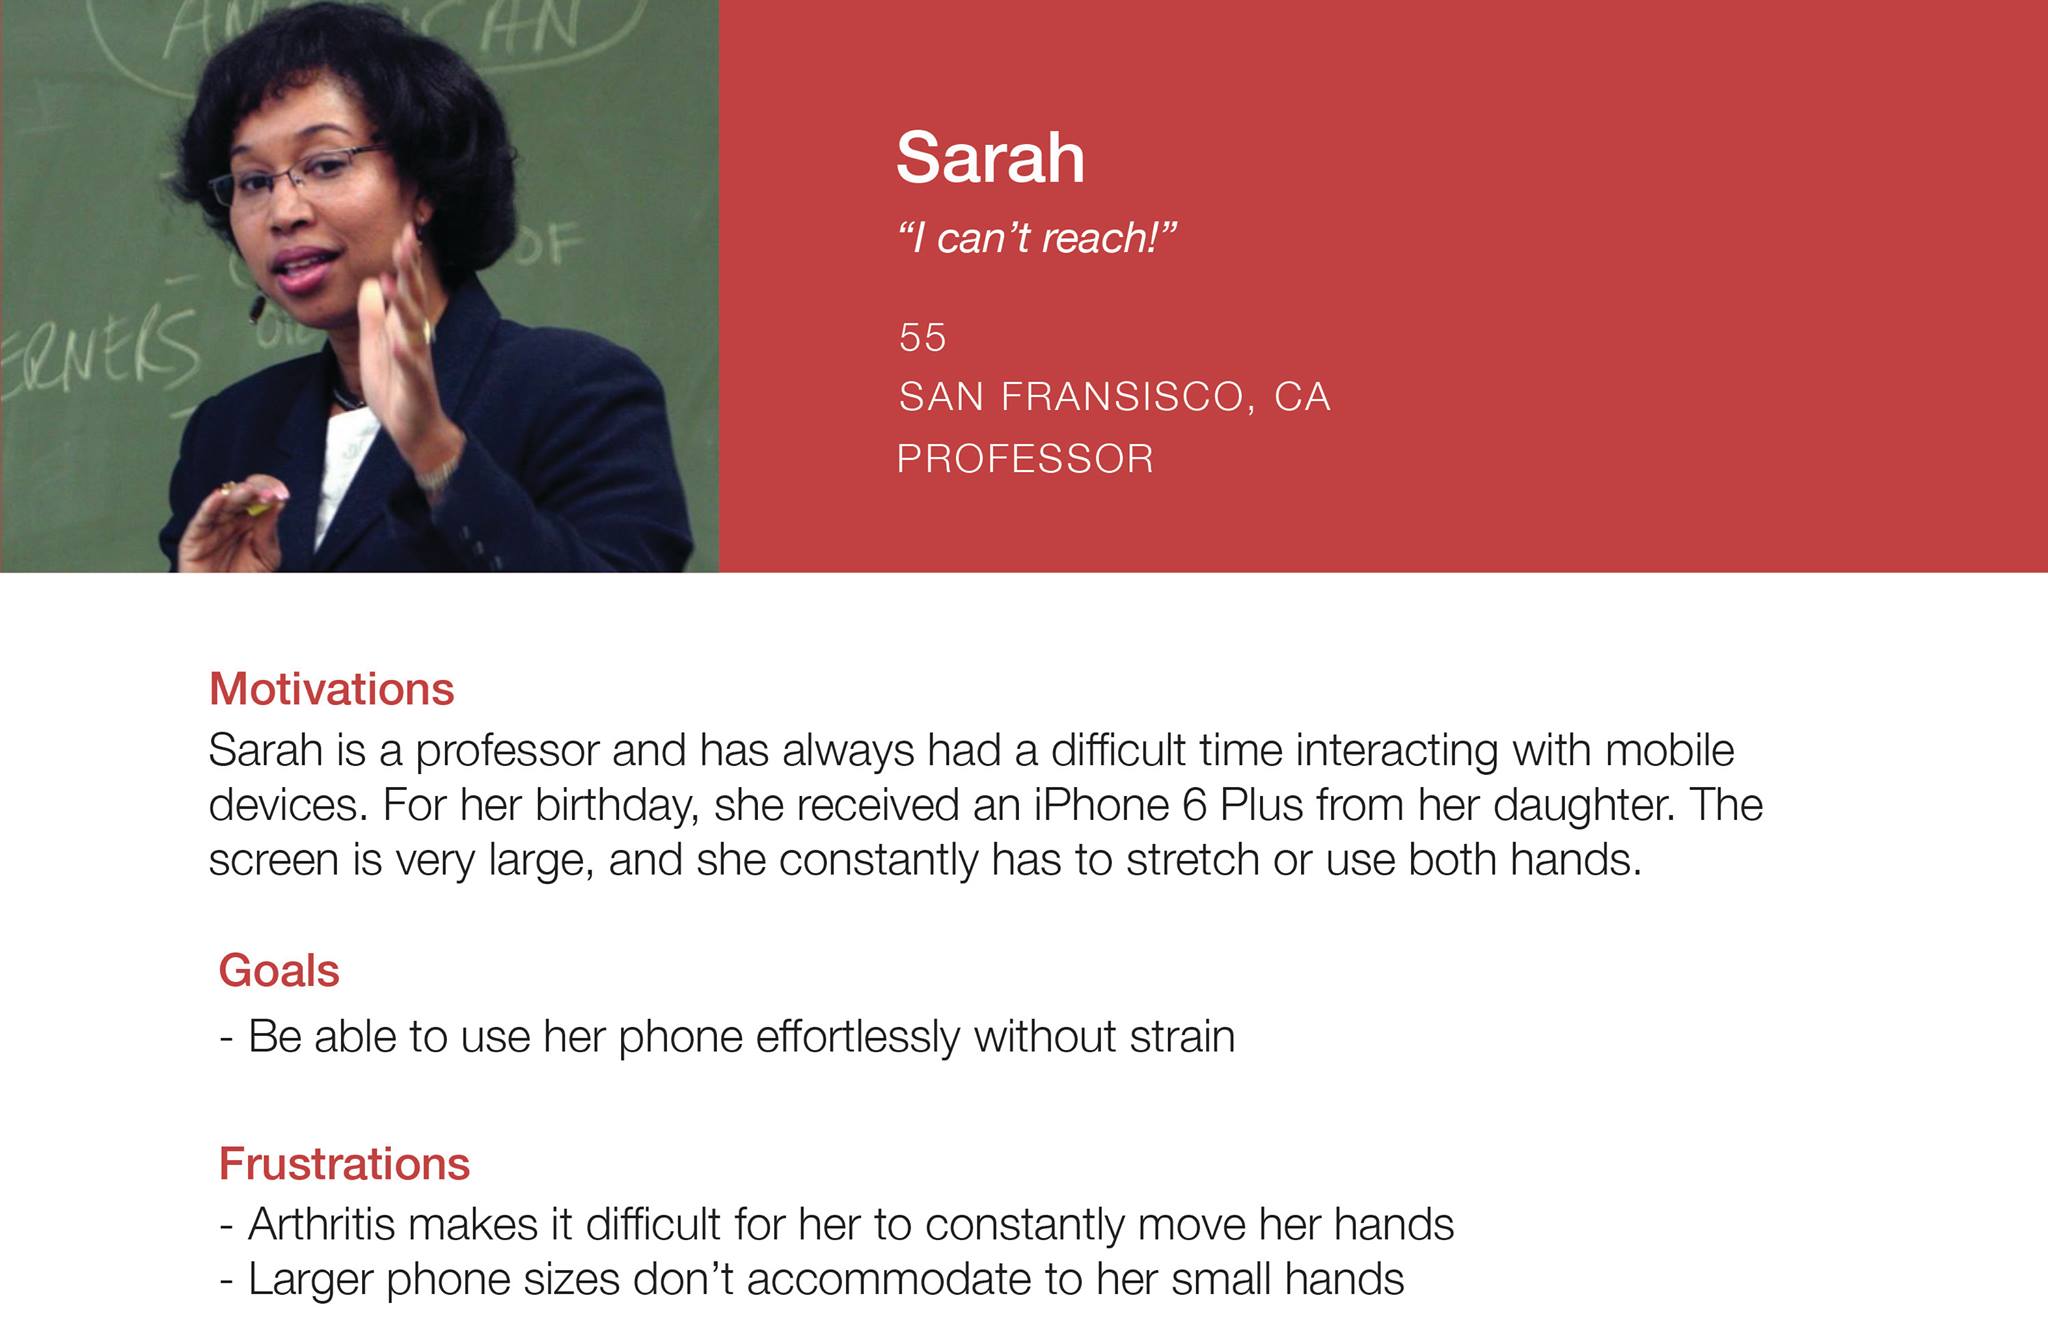 AMERICAN
OF
ERNERS
Sarah
“I can’t reach!”
55
SAN FRANSISCO, CA
PROFESSOR
Motivations
Sarah is a professor and has always had a difficult time interacting with mobile
devices. For her birthday, she received an iPhone 6 Plus from her daughter. The
screen is very large, and she constantly has to stretch or use both hands.
Goals
- Be able to use her phone effortlessly without strain
Frustrations
- Arthritis makes it difficult for her to constantly move her hands
- Larger phone sizes don’t accommodate to her small hands